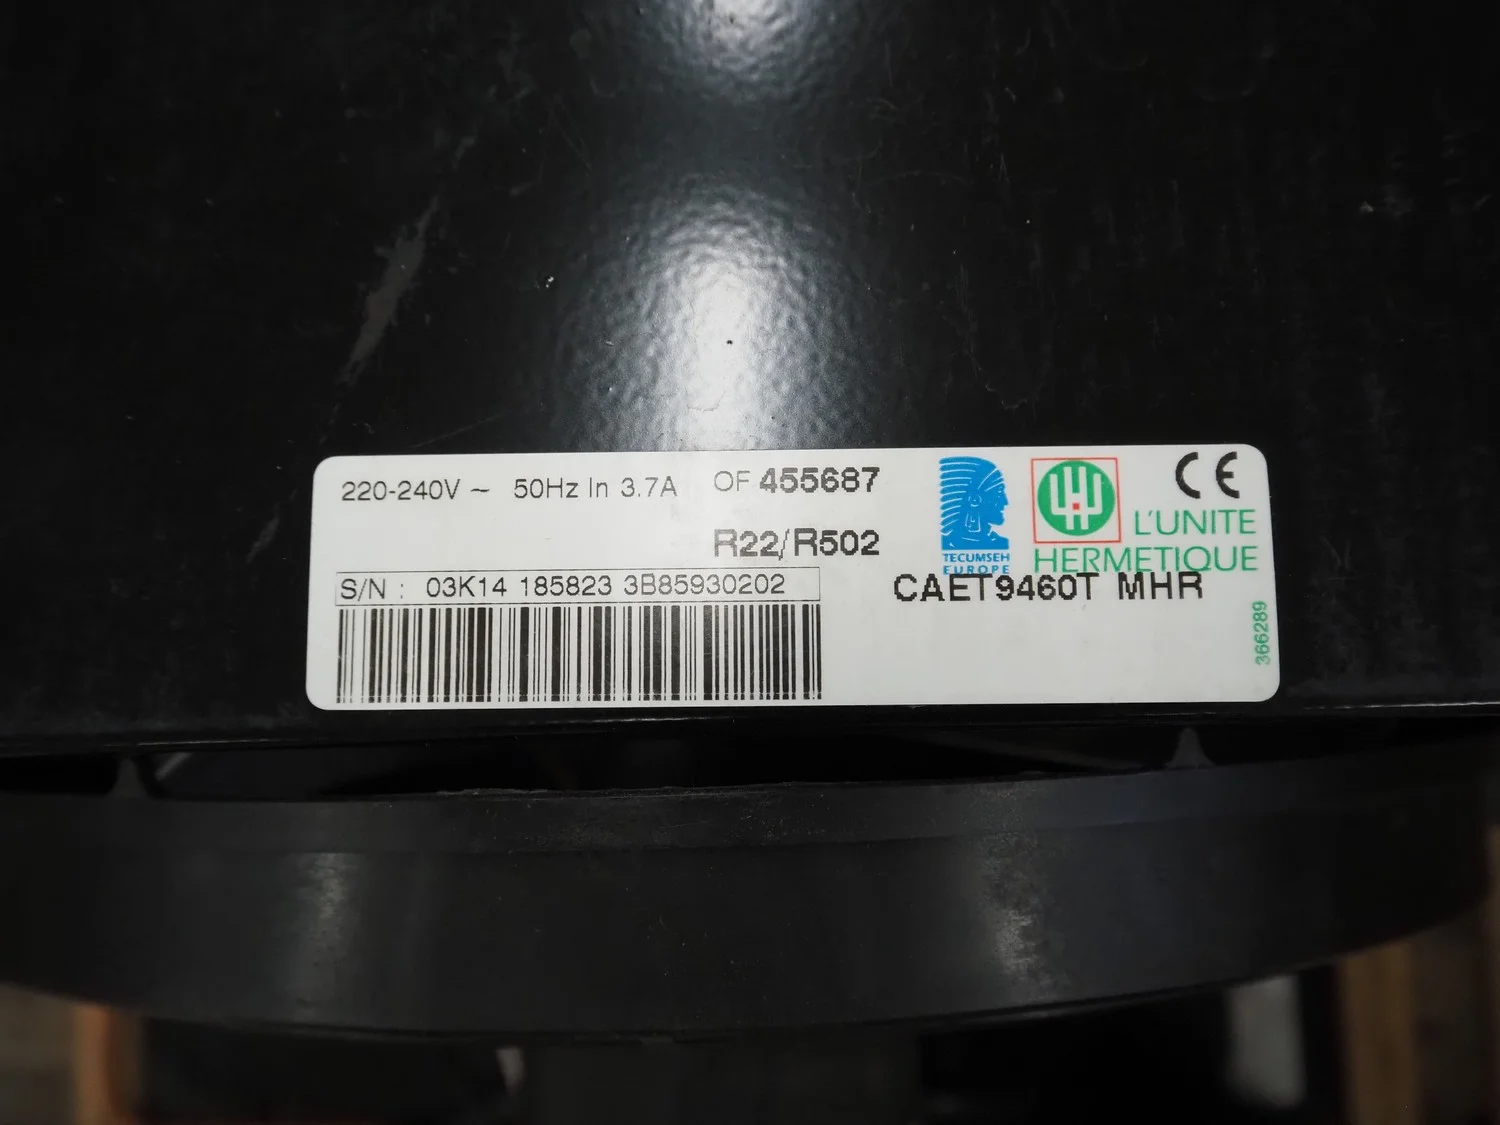 220-240V ~ 50Hz In 3.7A OF 455687
R22/R502
S/N : 03K14 185823 3B85930202
TECUMSEH
EUROPE
CE
L'UNITE
HERMETIQUE
CAET9460T MHR
366289